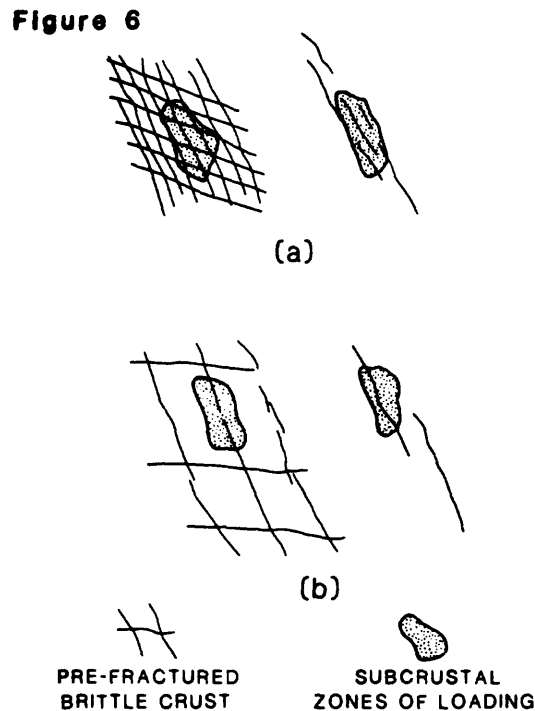 Figure 6
(a)
(b)
PRE-FRACTURED
BRITTLE CRUST
SUBCRUSTAL
ZONES OF LOADING